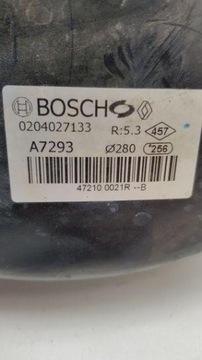 BOSCH
0204027133 R:5.3 457
A7293 Ø280 256
47210 0021R --B